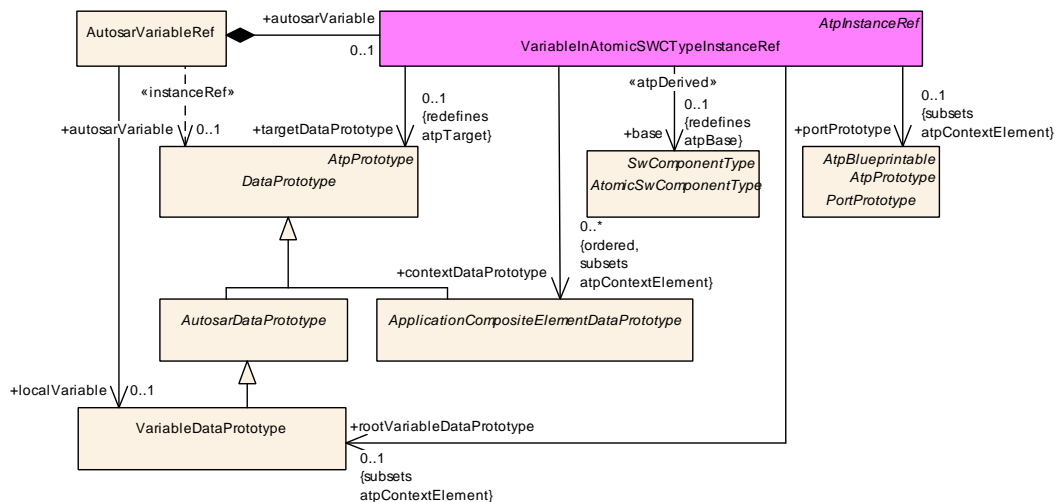 +autosarVariable
AutosarVariableRef
AtpInstanceRef
VariableInAtomicSWCTypeInstanceRef
0..1
«instanceRef»
«atpDerived»
0..1
{redefines
atpTarget}
0..1
{redefines
atpBase}
0..1
{subsets
atpContextElement}
+autosarVariable
0..1
+targetDataPrototype
+base
+portPrototype
AtpPrototype
DataPrototype
SwComponentType
AtomicSwComponentType
AtpBlueprintable
AtpPrototype
PortPrototype
0..*
{ordered,
subsets
atpContextElement}
+contextDataPrototype
AutosarDataPrototype
ApplicationCompositeElementDataPrototype
+localVariable
0..1
VariableDataPrototype
+rootVariableDataPrototype
0..1
{subsets
atpContextElement}